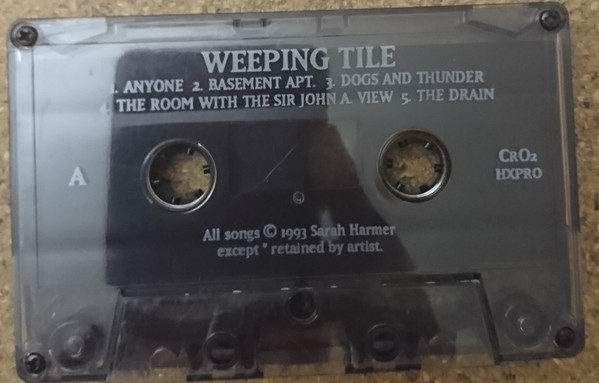 WEEPING TILE
1. ANYONE 2. BASEMENT APT. 3. DOGS AND THUNDER
4. THE ROOM WITH THE SIR JOHN A. VIEW 5. THE DRAIN
A
CRO2
HXPRO
All songs © 1993 Sarah Harmer
except * retained by artist.